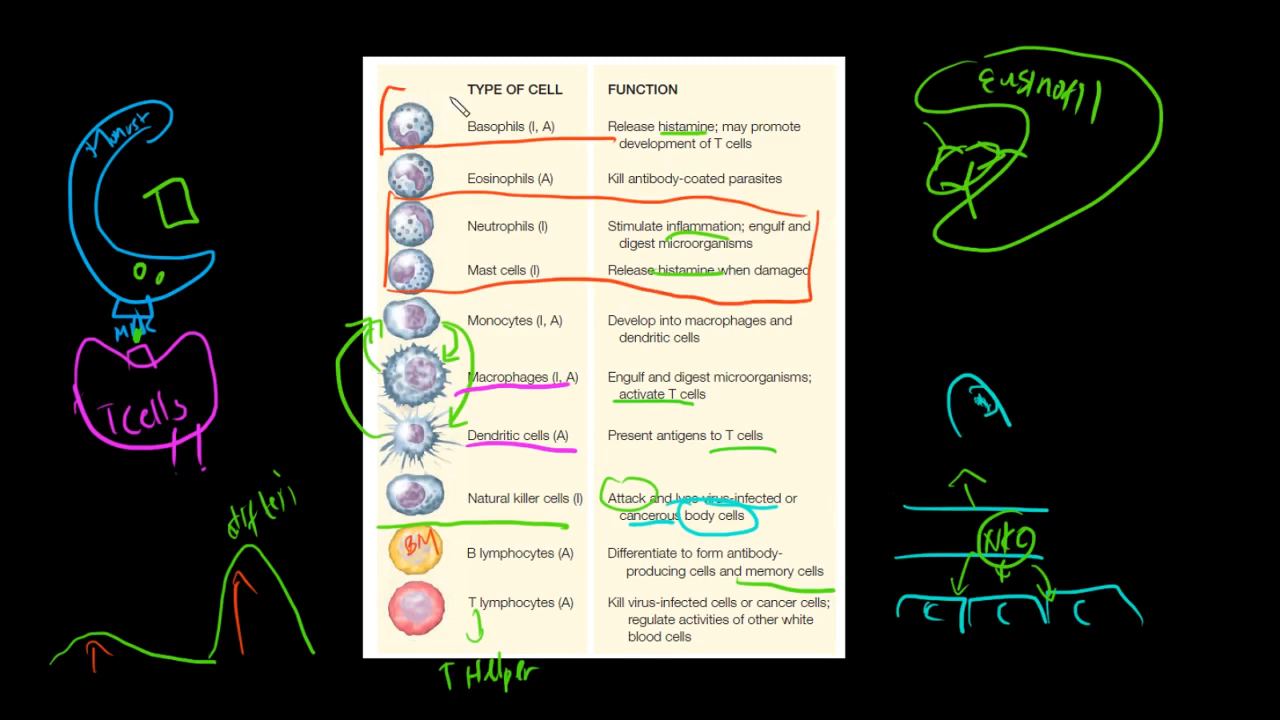 TYPE OF CELL
FUNCTION
Basophils (I, A)
Release histamine; may promote
development of T cells
Eosinophils (A)
Kill antibody-coated parasites
Neutrophils (I)
Stimulate inflammation; engulf and
digest microorganisms
Mast cells (I)
Release histamine when damaged
Monocytes (I, A)
Develop into macrophages and
dendritic cells
Macrophages (I, A)
Engulf and digest microorganisms;
activate T cells
Dendritic cells (A)
Present antigens to T cells
Natural killer cells (I)
Attack and lyse virus-infected or
cancerous body cells
BM
B lymphocytes (A)
Differentiate to form antibody-
producing cells and memory cells
T lymphocytes (A)
Kill virus-infected cells or cancer cells;
regulate activities of other white
blood cells
T Helper
T cells !!
NKC
C C C